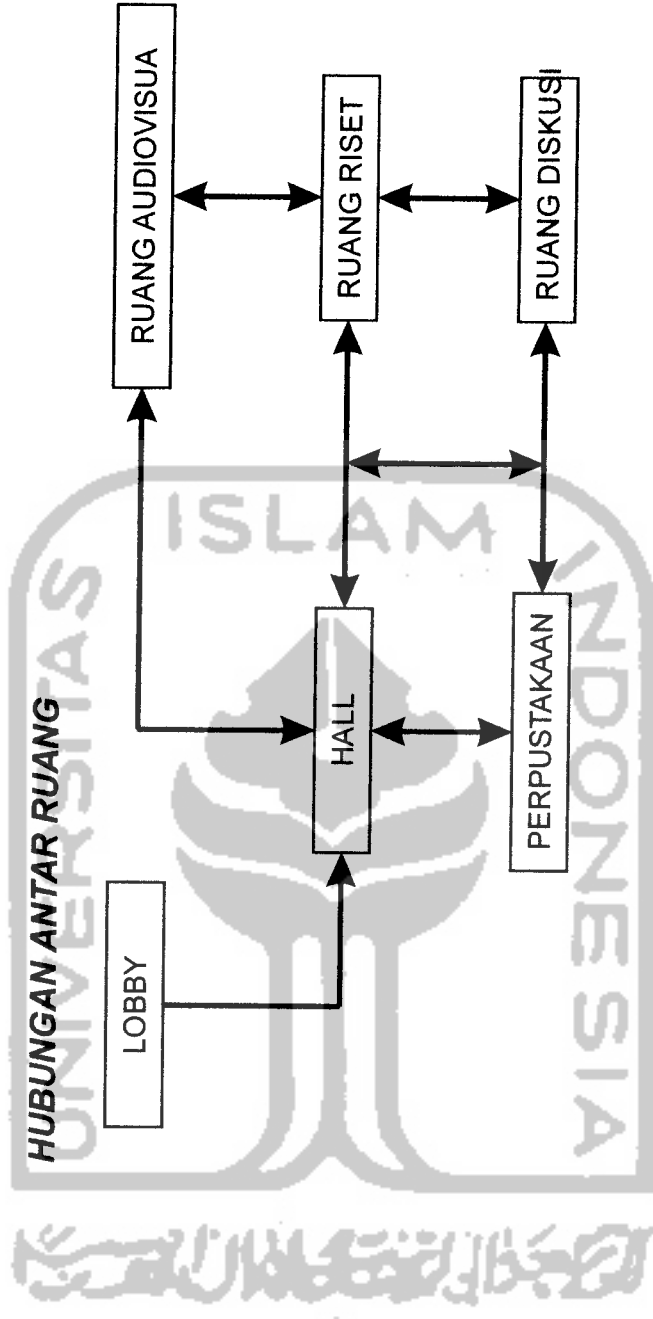 HUBUNGAN ANTAR RUANG
LOBBY
HALL
PERPUSTAKAAN
RUANG AUDIOVISUA
RUANG RISET
RUANG DISKUSI
UNIVERSITAS
ISLAM
INDONESIA